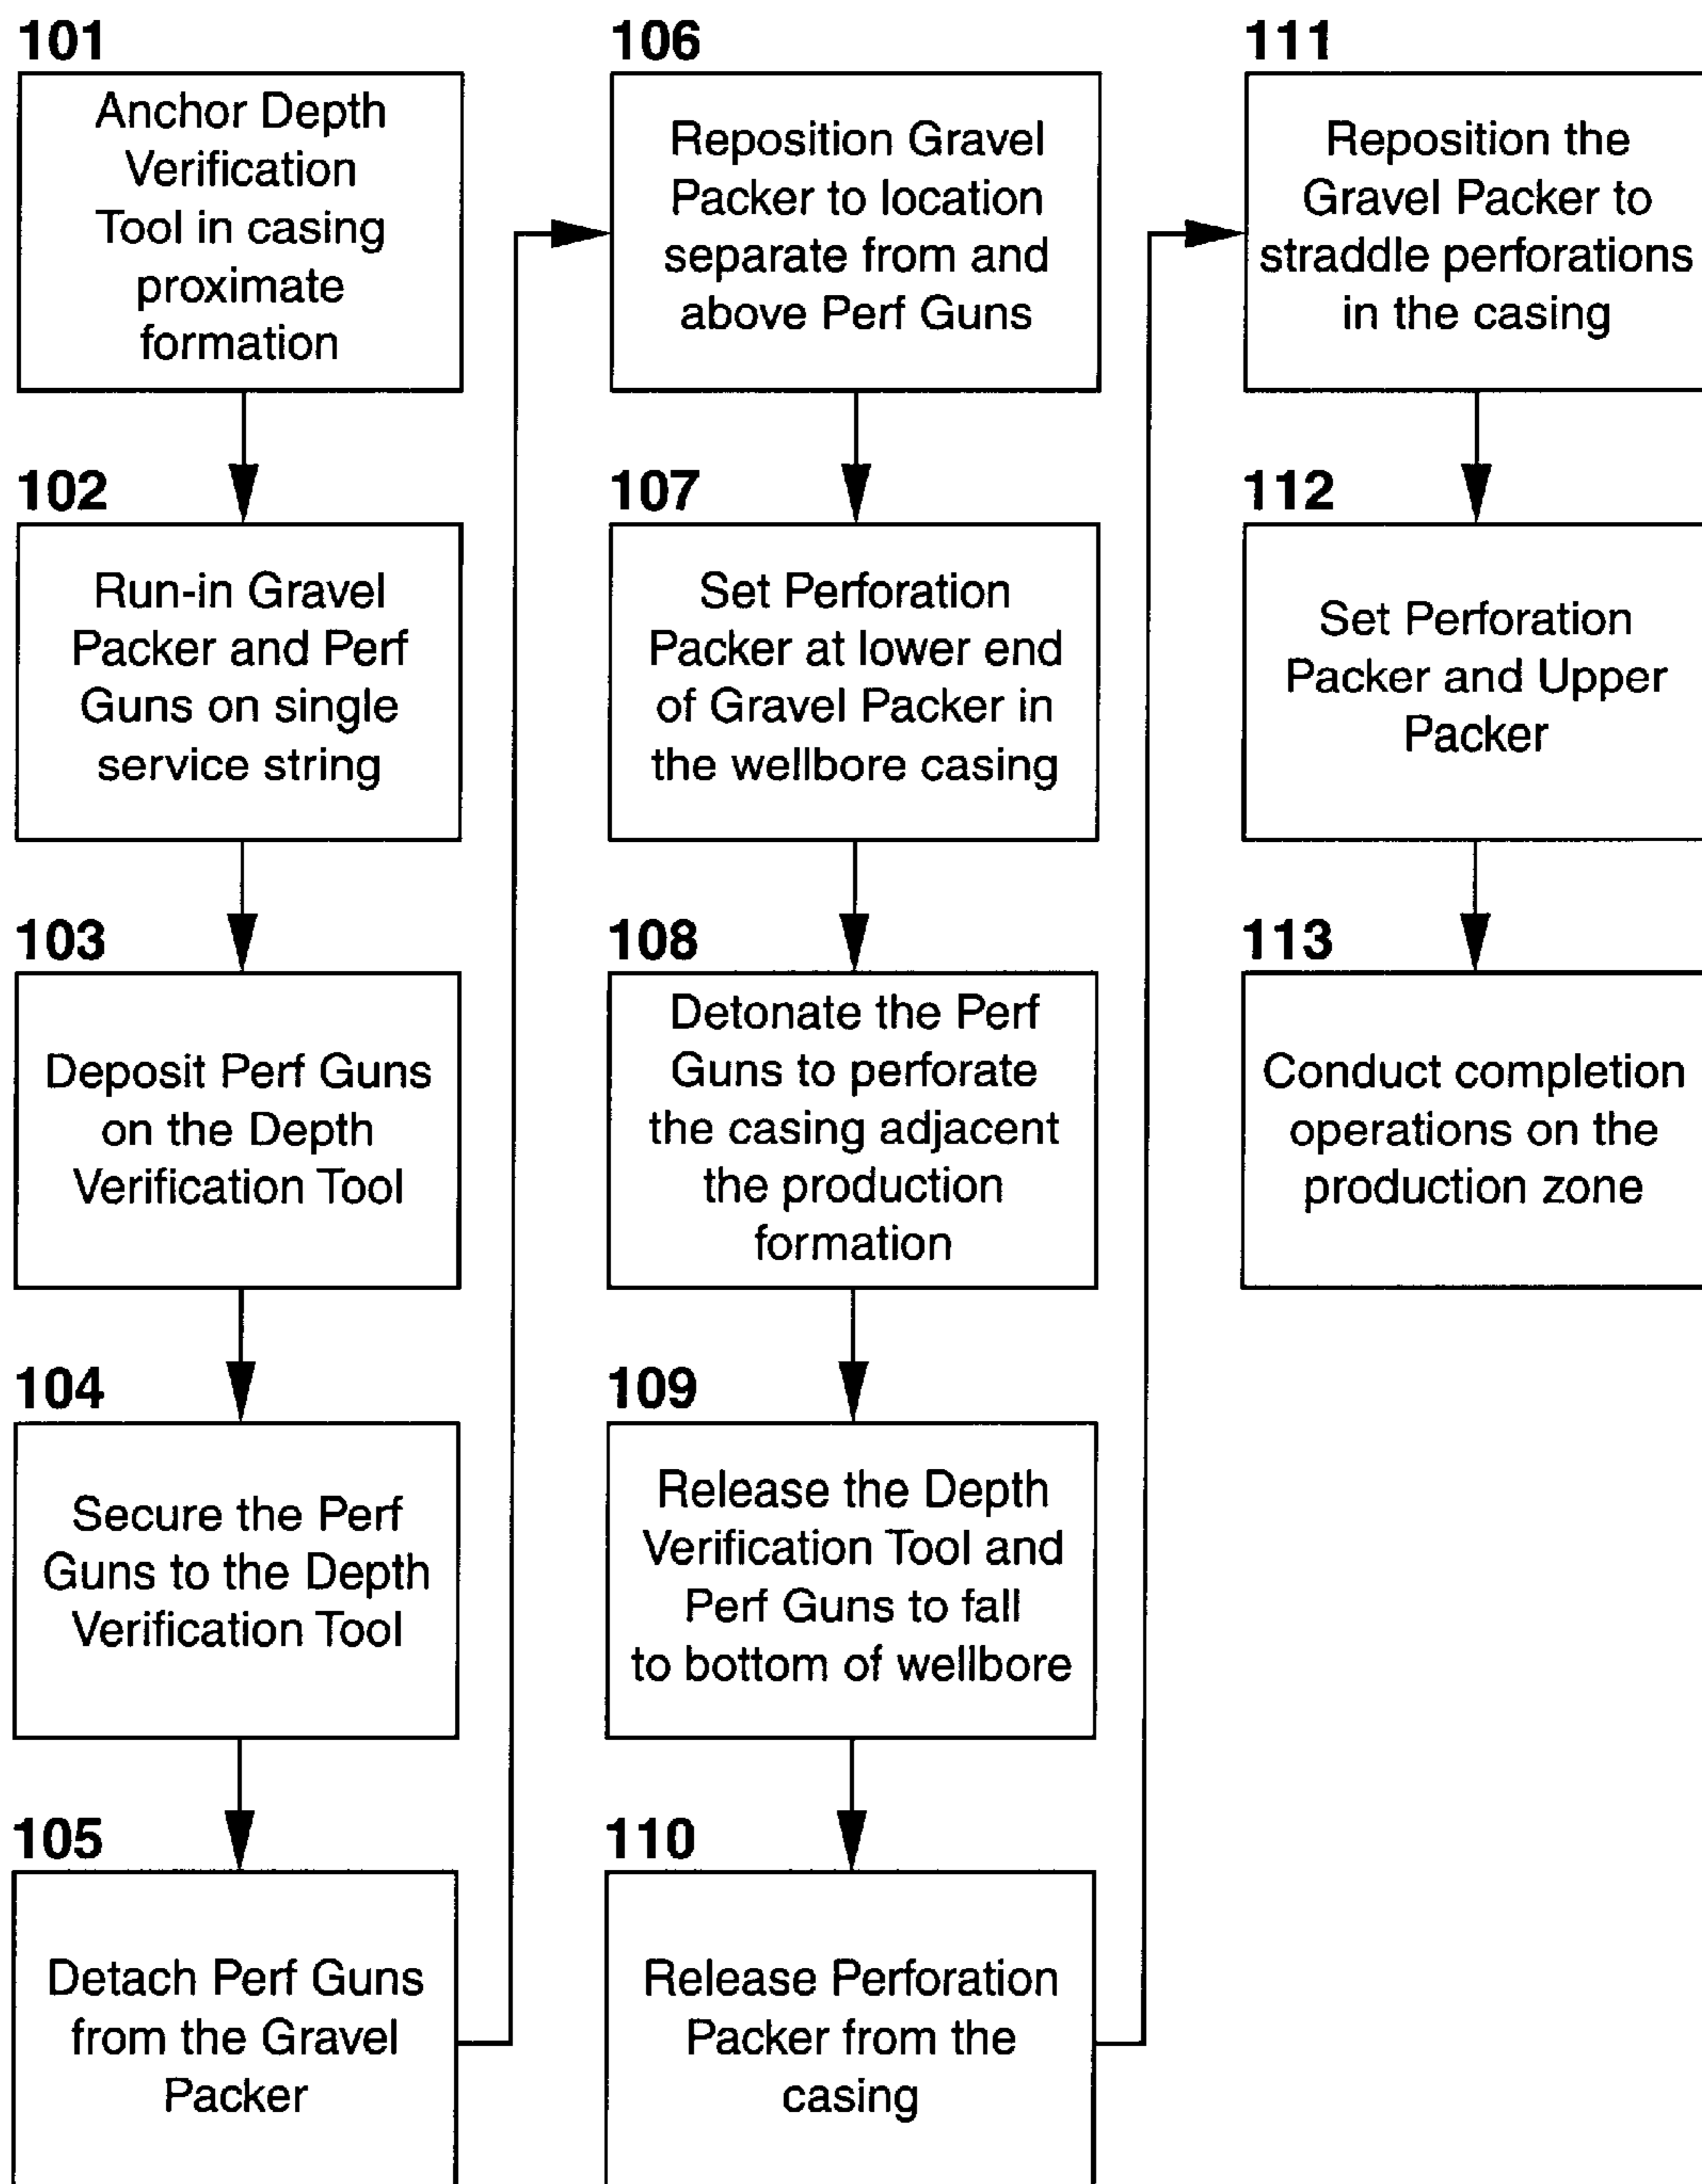 101
Anchor Depth
Verification
Tool in casing
proximate
formation
102
Run-in Gravel
Packer and Perf
Guns on single
service string
103
Deposit Perf Guns
on the Depth
Verification Tool
104
Secure the Perf
Guns to the Depth
Verification Tool
105
Detach Perf Guns
from the Gravel
Packer
106
Reposition Gravel
Packer to location
separate from and
above Perf Guns
107
Set Perforation
Packer at lower end
of Gravel Packer in
the wellbore casing
108
Detonate the Perf
Guns to perforate
the casing adjacent
the production
formation
109
Release the Depth
Verification Tool and
Perf Guns to fall
to bottom of wellbore
110
Release Perforation
Packer from the
casing
111
Reposition the
Gravel Packer to
straddle perforations
in the casing
112
Set Perforation
Packer and Upper
Packer
113
Conduct completion
operations on the
production zone